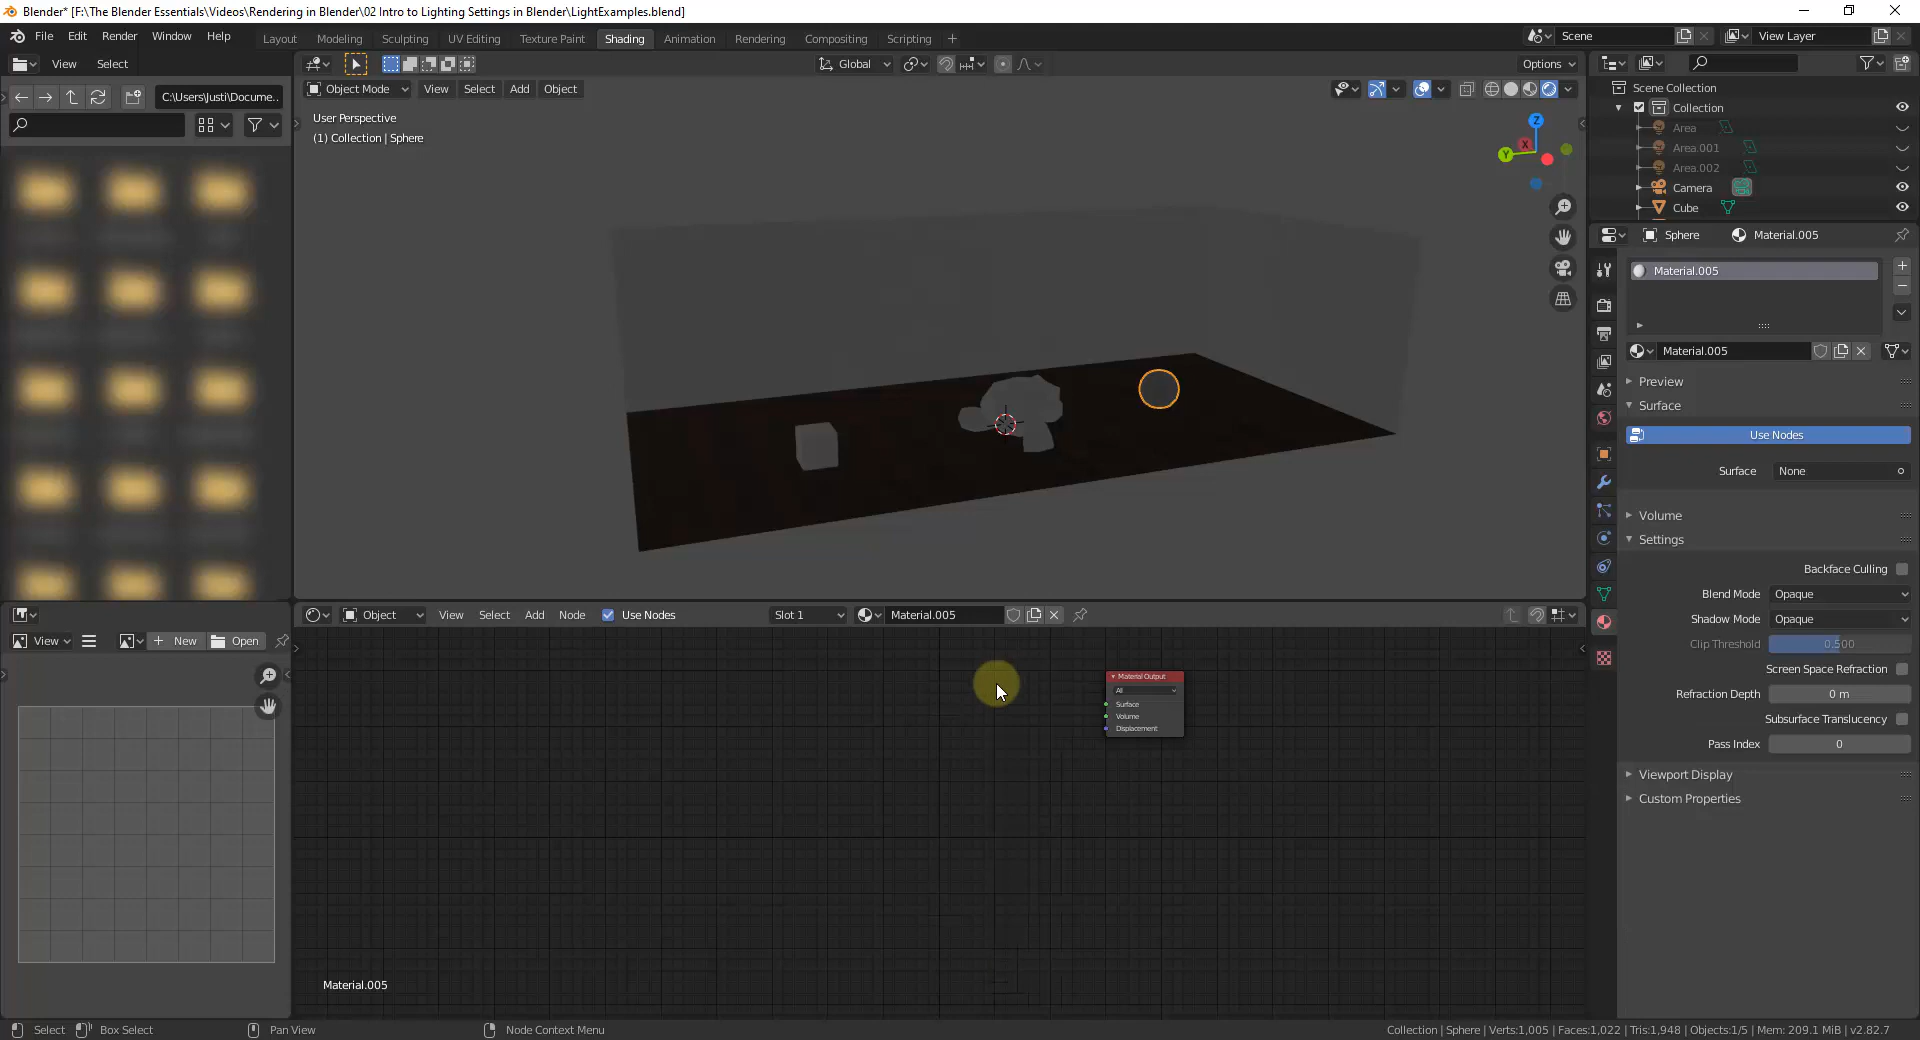 Blender* [F:\The Blender Essentials\Videos\Rendering in Blender\02 Intro to Lighting Settings in Blender\LightExamples.blend]
File Edit Render Window Help
Layout Modeling Sculpting UV Editing Texture Paint Shading Animation Rendering Compositing Scripting +
Scene
View Layer
View Select
Global
Options
C:\Users\Justi\Docume..
Object Mode View Select Add Object
User Perspective
(1) Collection | Sphere
Z
X
Y
Scene Collection
Collection
Area
Area.001
Area.002
Camera
Cube
Sphere Material.005
Material.005
Material.005
Preview
Surface
Use Nodes
Surface None
Volume
Settings
Backface Culling
Blend Mode Opaque
Shadow Mode Opaque
Clip Threshold 0.500
Screen Space Refraction
Refraction Depth 0 m
Subsurface Translucency
Pass Index 0
Viewport Display
Custom Properties
Object View Select Add Node Use Nodes Slot 1 Material.005
View New Open
Material Output
All
Surface
Volume
Displacement
Material.005
Select Box Select Pan View Node Context Menu
Collection | Sphere | Verts:1,005 | Faces:1,022 | Tris:1,948 | Objects:1/5 | Mem: 209.1 MiB | v2.82.7